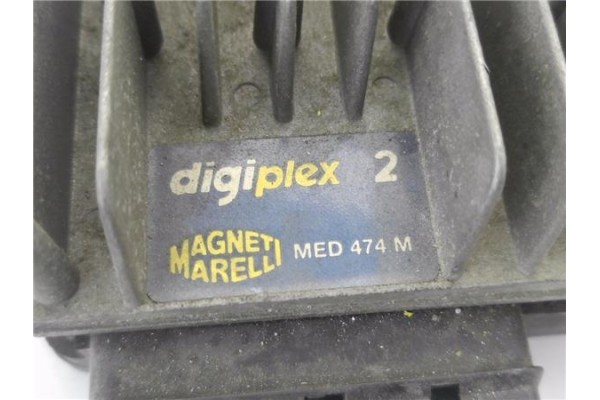 digiplex 2
MAGNETI MARELLI MED 474 M